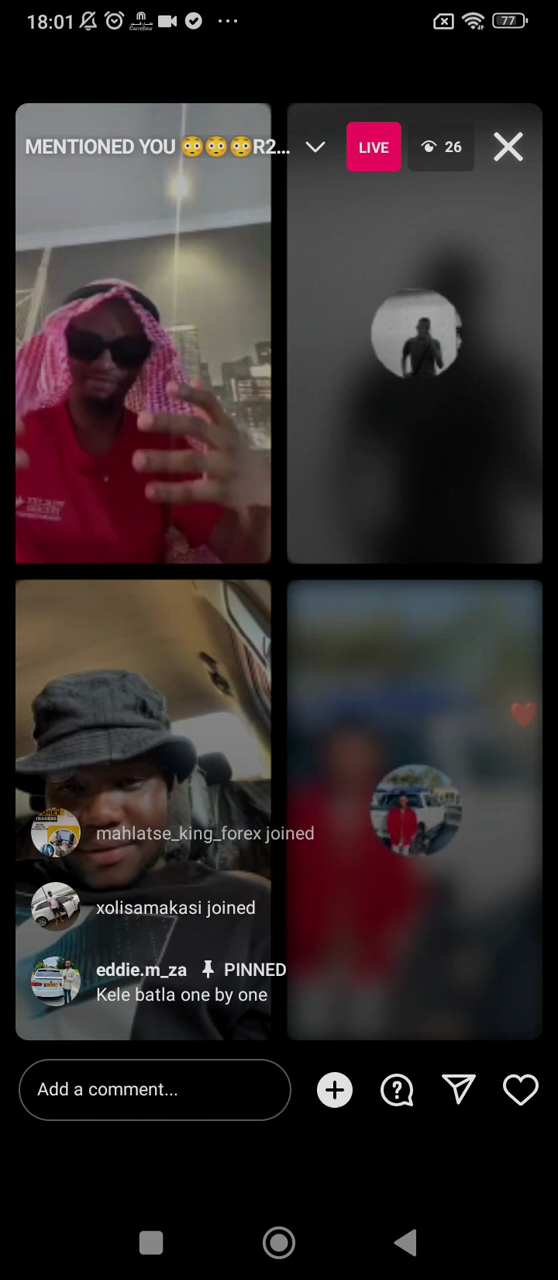 18:01
Carrefour
77
MENTIONED YOU 😳😳😳R2...
LIVE
26
mahlatse_king_forex joined
xolisamakasi joined
eddie.m_za PINNED
Kele batla one by one
Add a comment...